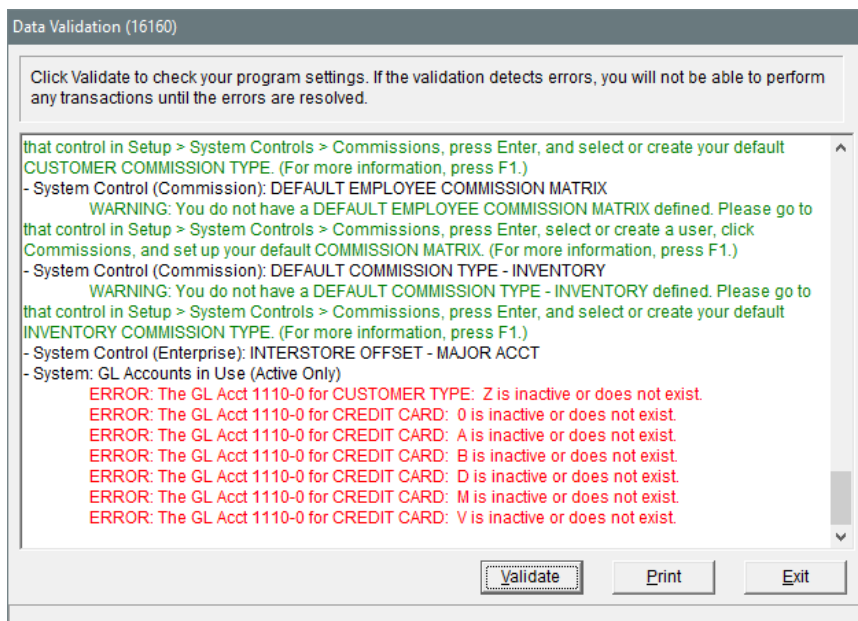 Data Validation (16160)
Click Validate to check your program settings. If the validation detects errors, you will not be able to perform
any transactions until the errors are resolved.
that control in Setup > System Controls > Commissions, press Enter, and select or create your default
CUSTOMER COMMISSION TYPE. (For more information, press F1.)
- System Control (Commission): DEFAULT EMPLOYEE COMMISSION MATRIX
WARNING: You do not have a DEFAULT EMPLOYEE COMMISSION MATRIX defined. Please go to
that control in Setup > System Controls > Commissions, press Enter, select or create a user, click
Commissions, and set up your default COMMISSION MATRIX. (For more information, press F1.)
- System Control (Commission): DEFAULT COMMISSION TYPE - INVENTORY
WARNING: You do not have a DEFAULT COMMISSION TYPE - INVENTORY defined. Please go to
that control in Setup > System Controls > Commissions, press Enter, and select or create your default
INVENTORY COMMISSION TYPE. (For more information, press F1.)
- System Control (Enterprise): INTERSTORE OFFSET - MAJOR ACCT
- System: GL Accounts in Use (Active Only)
ERROR: The GL Acct 1110-0 for CUSTOMER TYPE:  Z is inactive or does not exist.
ERROR: The GL Acct 1110-0 for CREDIT CARD:  0 is inactive or does not exist.
ERROR: The GL Acct 1110-0 for CREDIT CARD:  A is inactive or does not exist.
ERROR: The GL Acct 1110-0 for CREDIT CARD:  B is inactive or does not exist.
ERROR: The GL Acct 1110-0 for CREDIT CARD:  D is inactive or does not exist.
ERROR: The GL Acct 1110-0 for CREDIT CARD:  M is inactive or does not exist.
ERROR: The GL Acct 1110-0 for CREDIT CARD:  V is inactive or does not exist.
Validate Print Exit